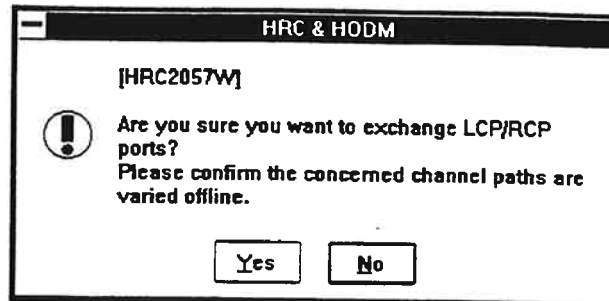 HRC & HODM
[HRC2057W]
Are you sure you want to exchange LCP/RCP
ports?
Please confirm the concerned channel paths are
varied offline.
Yes
No